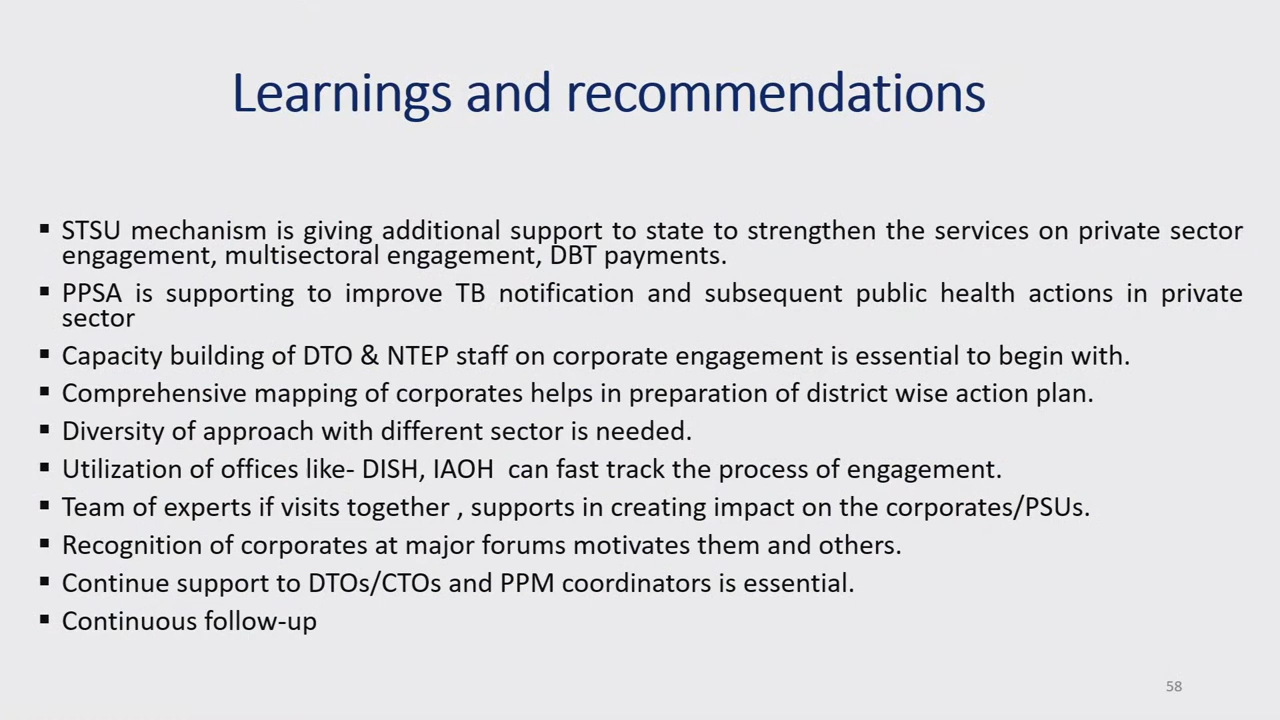 Learnings and recommendations
▪ STSU mechanism is giving additional support to state to strengthen the services on private sector
engagement, multisectoral engagement, DBT payments.
▪ PPSA is supporting to improve TB notification and subsequent public health actions in private
sector
▪ Capacity building of DTO & NTEP staff on corporate engagement is essential to begin with.
▪ Comprehensive mapping of corporates helps in preparation of district wise action plan.
▪ Diversity of approach with different sector is needed.
▪ Utilization of offices like- DISH, IAOH  can fast track the process of engagement.
▪ Team of experts if visits together , supports in creating impact on the corporates/PSUs.
▪ Recognition of corporates at major forums motivates them and others.
▪ Continue support to DTOs/CTOs and PPM coordinators is essential.
▪ Continuous follow-up
58